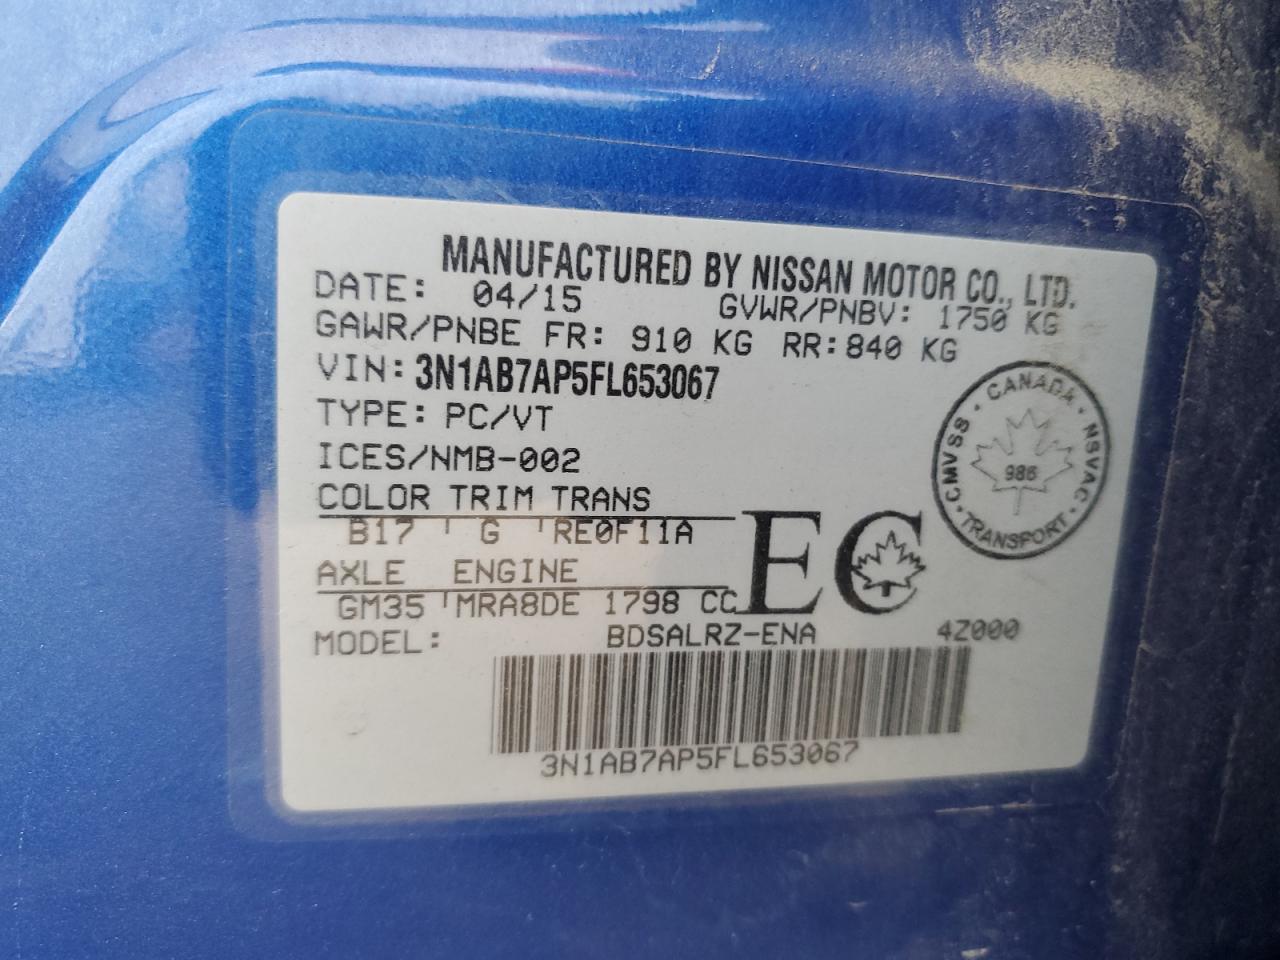 MANUFACTURED BY NISSAN MOTOR CO., LTD.
DATE: 04/15 GVWR/PNBV: 1750 KG
GAWR/PNBE FR: 910 KG RR:840 KG
VIN: 3N1AB7AP5FL653067
TYPE: PC/VT
ICES/NMB-002
COLOR TRIM TRANS
B17 ' G 'RE0F11A
AXLE ENGINE
GM35 'MRA8DE 1798 CC
EC
CANADA · NSVAC · TRANSPORT · CMVSS ·
986
MODEL: BDSALRZ-ENA 4Z000
3N1AB7AP5FL653067